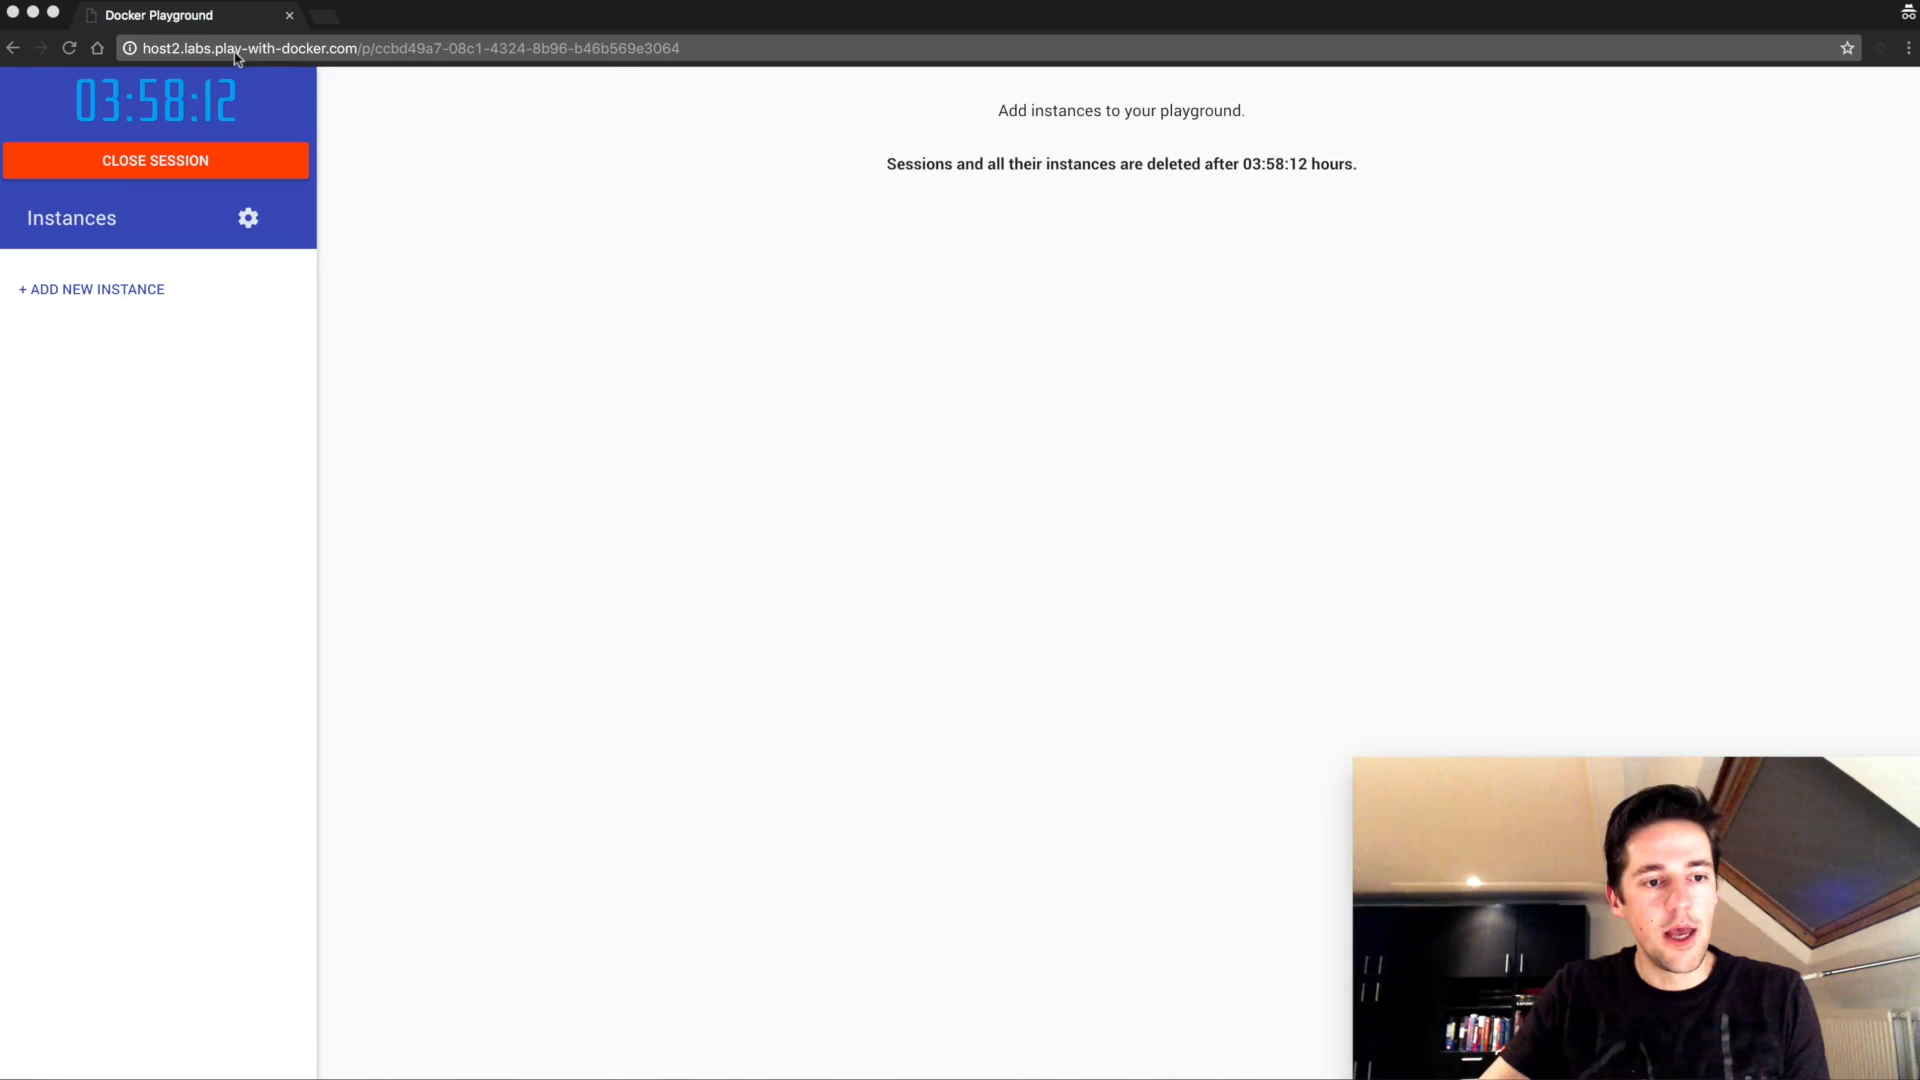 Docker Playground
host2.labs.play-with-docker.com/p/ccbd49a7-08c1-4324-8b96-b46b569e3064
03:58:12
CLOSE SESSION
Instances
+ ADD NEW INSTANCE
Add instances to your playground.
Sessions and all their instances are deleted after 03:58:12 hours.